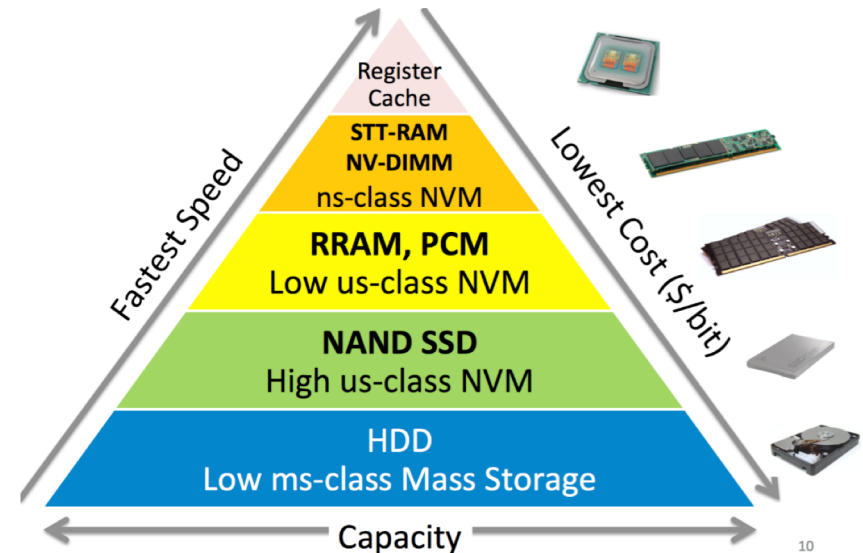 Register
Cache
STT-RAM
NV-DIMM
ns-class NVM
RRAM, PCM
Low us-class NVM
NAND SSD
High us-class NVM
HDD
Low ms-class Mass Storage
Fastest Speed
Lowest Cost ($/bit)
Capacity
10